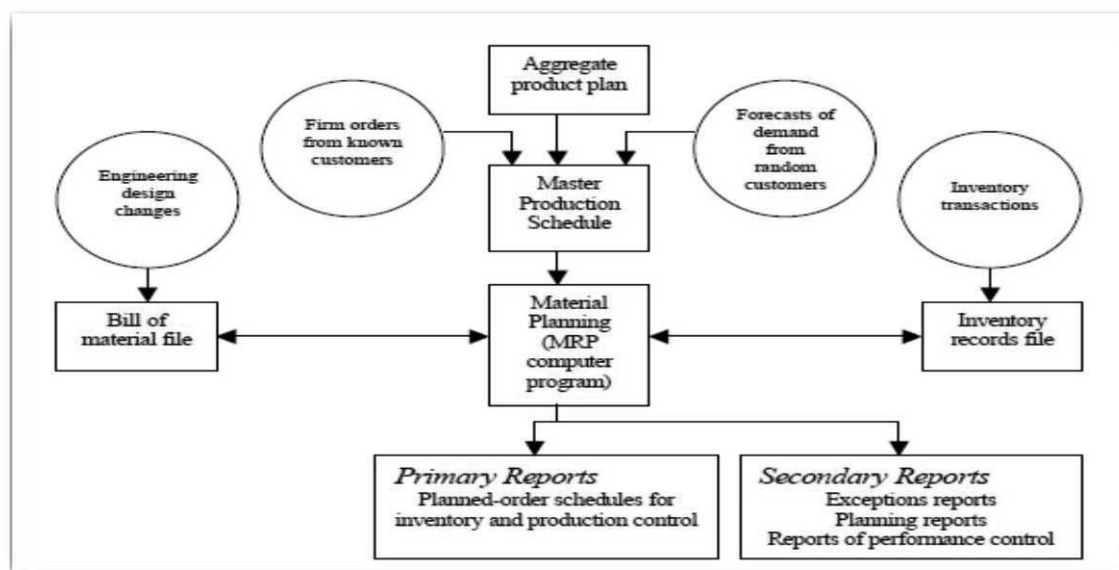 Aggregate
product plan
Firm orders
from known
customers
Forecasts of
demand
from
random
customers
Engineering
design
changes
Master
Production
Schedule
Inventory
transactions
Bill of
material file
Material
Planning
(MRP
computer
program)
Inventory
records file
Primary Reports
Planned-order schedules for
inventory and production control
Secondary Reports
Exceptions reports
Planning reports
Reports of performance control